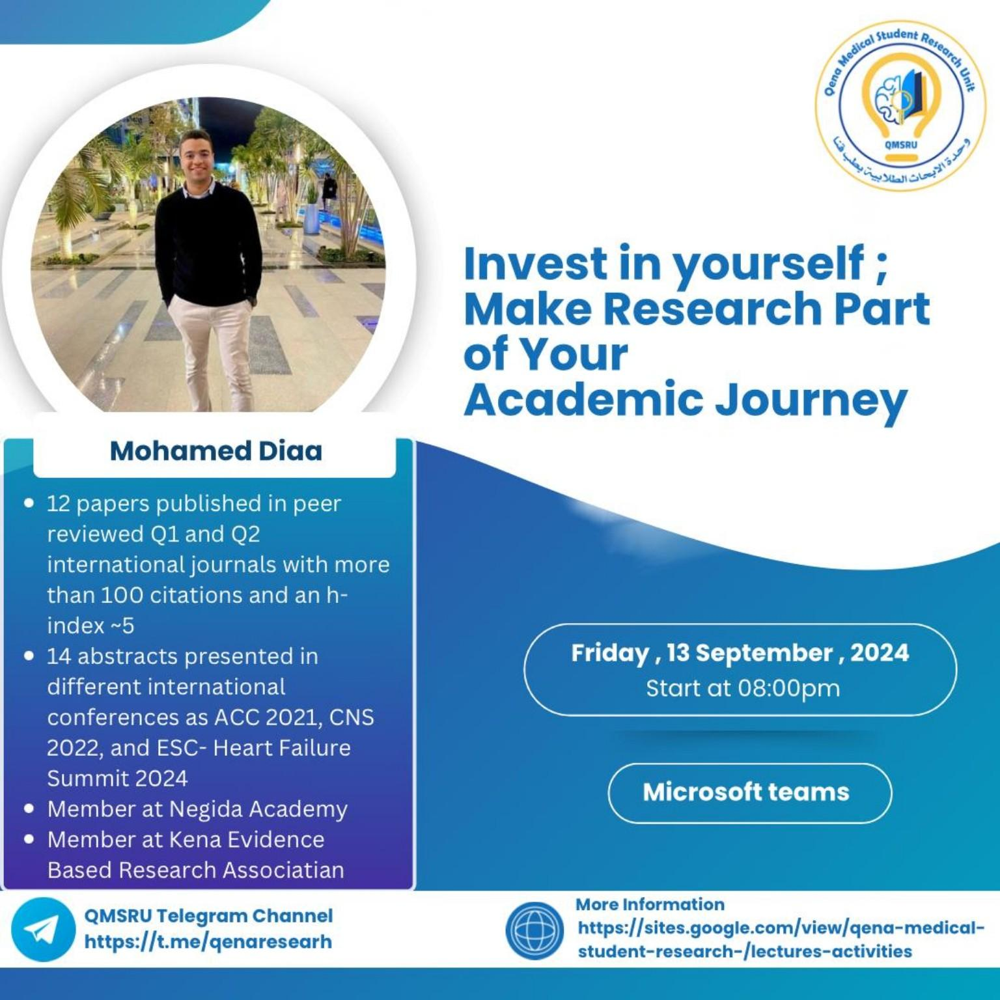 Qena Medical Student Research Unit
QMSRU
وحدة الابحاث الطلابية بطب قنا
Invest in yourself ;
Make Research Part
of Your
Academic Journey
Mohamed Diaa
12 papers published in peer
reviewed Q1 and Q2
international journals with more
than 100 citations and an h-
index ~5
14 abstracts presented in
different international
conferences as ACC 2021, CNS
2022, and ESC- Heart Failure
Summit 2024
Member at Negida Academy
Member at Kena Evidence
Based Research Associatian
Friday , 13 September , 2024
Start at 08:00pm
Microsoft teams
QMSRU Telegram Channel
https://t.me/qenaresearh
More Information
https://sites.google.com/view/qena-medical-
student-research-/lectures-activities